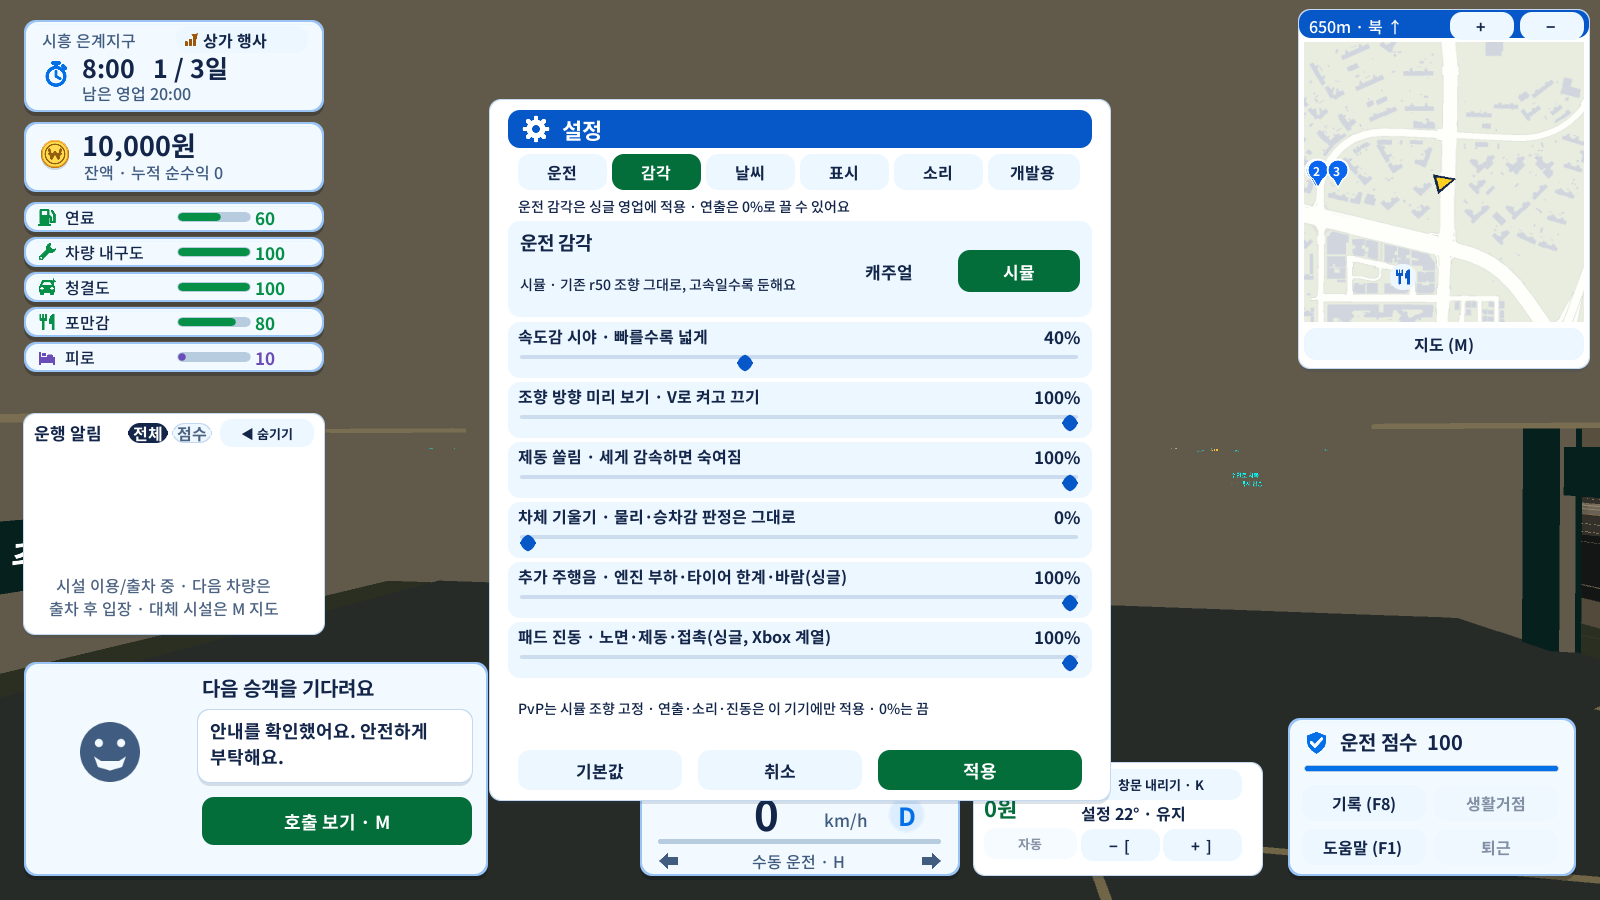 시흥 은계지구
상가 행사
8:00 1 / 3일
남은 영업 20:00
10,000원
잔액 · 누적 순수익 0
연료 60
차량 내구도 100
청결도 100
포만감 80
피로 10
운행 알림 전체 점수 ◀ 숨기기
시설 이용/출차 중 · 다음 차량은
출차 후 입장 · 대체 시설은 M 지도
다음 승객을 기다려요
안내를 확인했어요. 안전하게
부탁해요.
호출 보기 · M
설정
운전 감각 날씨 표시 소리 개발용
운전 감각은 싱글 영업에 적용 · 연출은 0%로 끌 수 있어요
운전 감각
시뮬 · 기존 r50 조향 그대로, 고속일수록 둔해요
캐주얼 시뮬
속도감 시야 · 빠를수록 넓게 40%
조향 방향 미리 보기 · V로 켜고 끄기 100%
제동 쏠림 · 세게 감속하면 숙여짐 100%
차체 기울기 · 물리·승차감 판정은 그대로 0%
추가 주행음 · 엔진 부하·타이어 한계·바람(싱글) 100%
패드 진동 · 노면·제동·접촉(싱글, Xbox 계열) 100%
PvP는 시뮬 조향 고정 · 연출·소리·진동은 이 기기에만 적용 · 0%는 끔
기본값 취소 적용
0 km/h D
수동 운전 · H
창문 내리기 · K
0원 설정 22° · 유지
자동 − [ + ]
650m · 북 ↑ + −
2 3
지도 (M)
운전 점수 100
기록 (F8) 생활거점
도움말 (F1) 퇴근